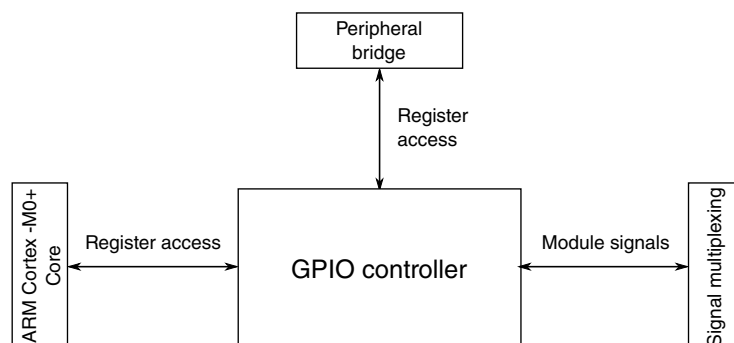 Peripheral
bridge
Register
access
ARM Cortex -M0+
Core
Register access
GPIO controller
Module signals
Signal multiplexing